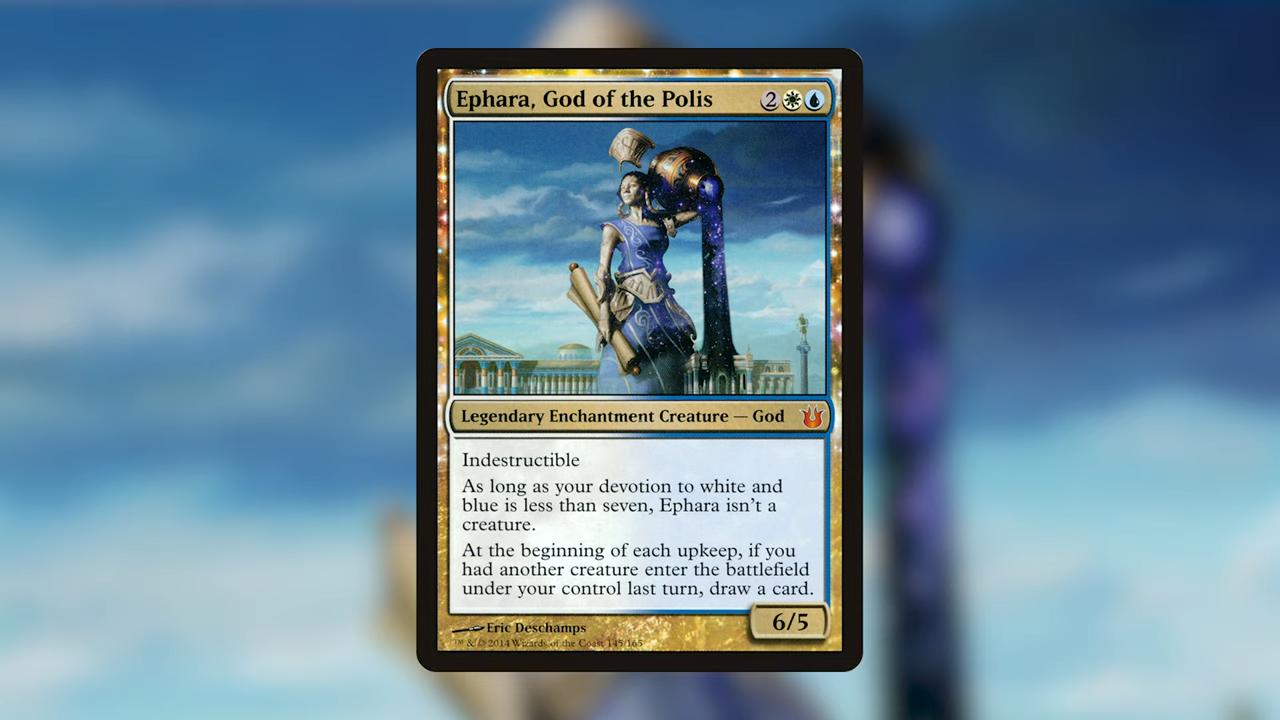 Ephara, God of the Polis 2
Legendary Enchantment Creature — God
Indestructible
As long as your devotion to white and
blue is less than seven, Ephara isn't a
creature.
At the beginning of each upkeep, if you
had another creature enter the battlefield
under your control last turn, draw a card.
6/5
Eric Deschamps
™ & © 2014 Wizards of the Coast 145/165